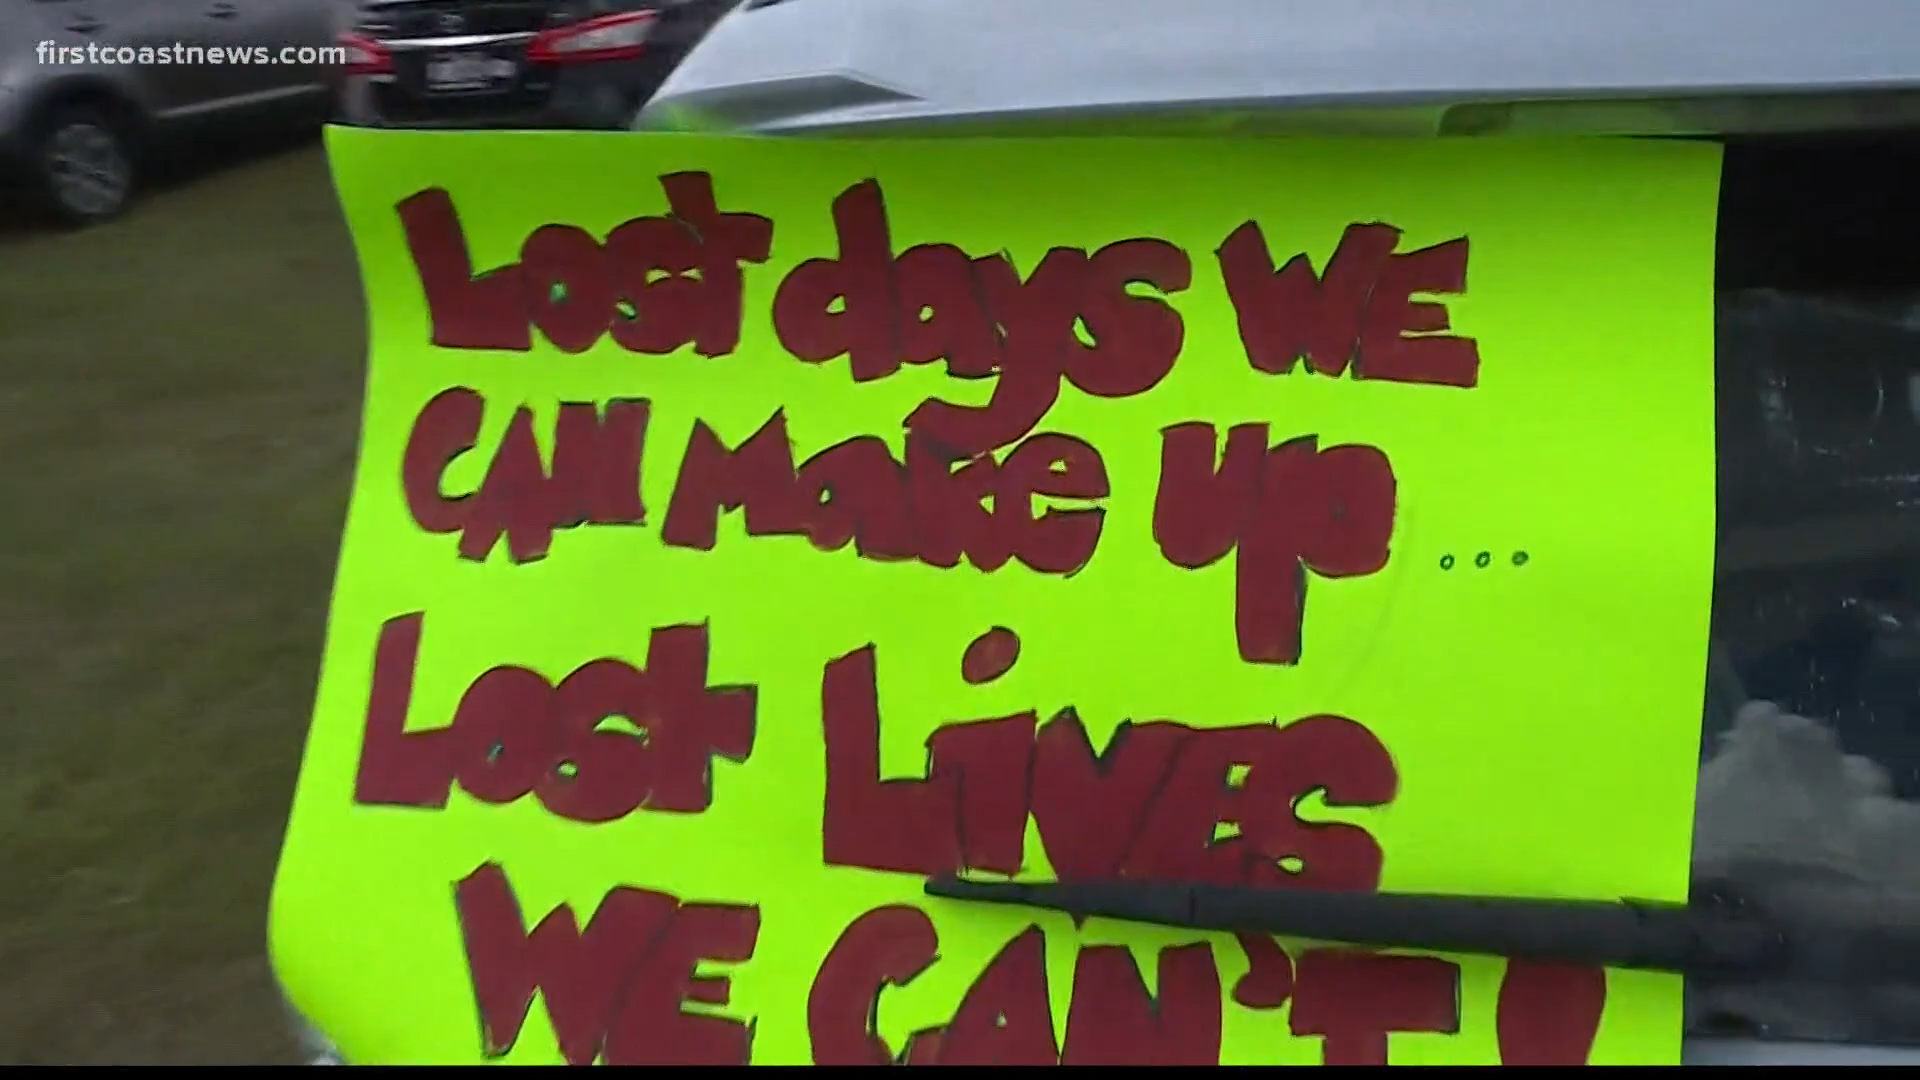 firstcoastnews.com
Lost days WE
CAN Make up...
Lost LiVES
WE CAN'T!